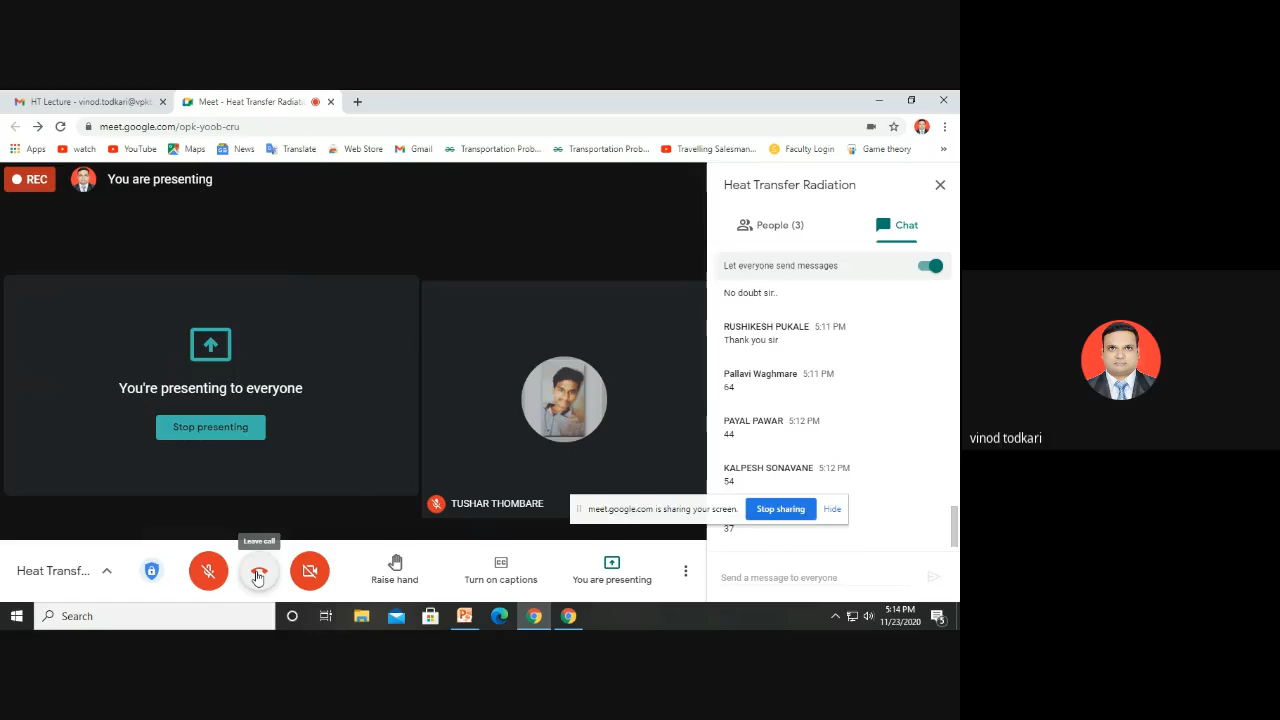 HT Lecture - vinod.todkari@vpkt
Meet - Heat Transfer Radiati
meet.google.com/opk-yoob-cru
Apps watch YouTube Maps News Translate Web Store Gmail Transportation Prob... Transportation Prob... Travelling Salesman... Faculty Login Game theory »
REC You are presenting
Heat Transfer Radiation
People (3) Chat
Let everyone send messages
No doubt sir..
RUSHIKESH PUKALE 5:11 PM
Thank you sir
Pallavi Waghmare 5:11 PM
64
PAYAL PAWAR 5:12 PM
44
KALPESH SONAVANE 5:12 PM
54
37
Send a message to everyone
You're presenting to everyone
Stop presenting
TUSHAR THOMBARE
meet.google.com is sharing your screen. Stop sharing Hide
Leave call
Heat Transf...
Raise hand
CC
Turn on captions
You are presenting
vinod todkari
Search
5:14 PM
11/23/2020
5